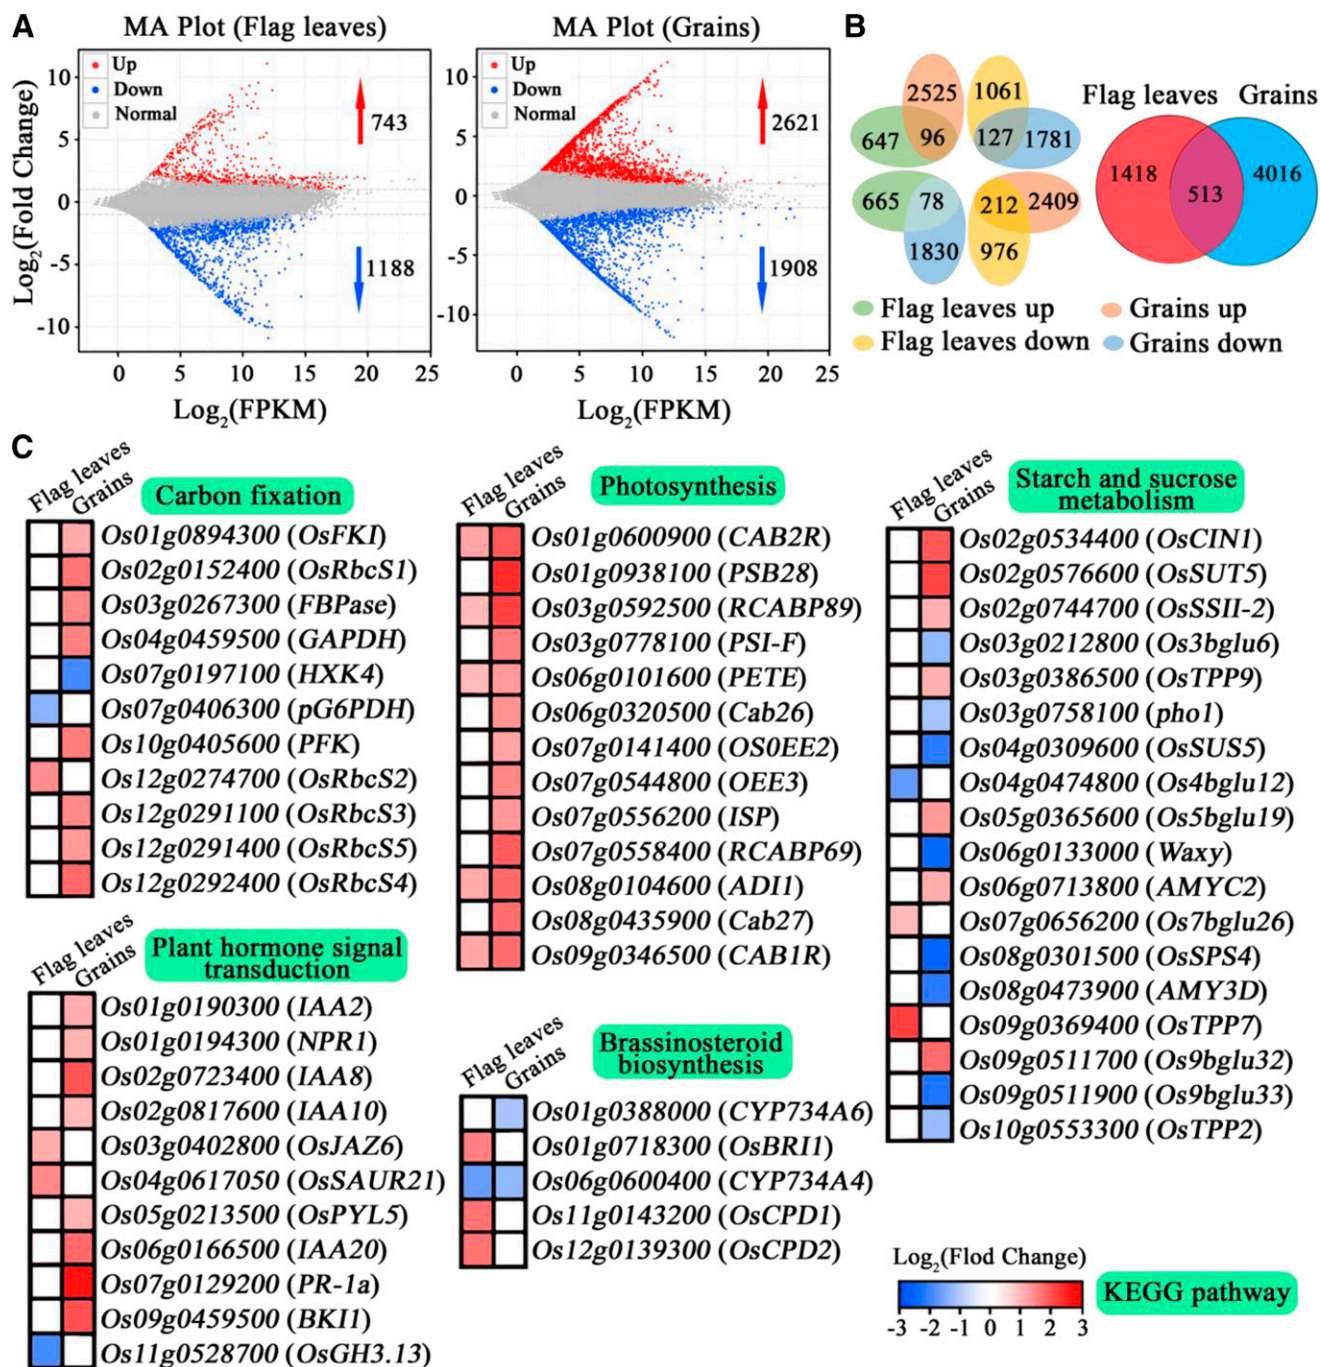 A
MA Plot (Flag leaves)
Up
Down
Normal
743
1188
10
5
0
-5
-10
Log2(Fold Change)
0 5 10 15 20 25
Log2(FPKM)
MA Plot (Grains)
Up
Down
Normal
2621
1908
10
5
0
-5
-10
0 5 10 15 20 25
Log2(FPKM)
B
2525 1061
647 96 127 1781
665 78 212 2409
1830 976
Flag leaves Grains
1418 513 4016
Flag leaves up Grains up
Flag leaves down Grains down
C
Flag leaves
Grains
Carbon fixation
Os01g0894300 (OsFKI)
Os02g0152400 (OsRbcS1)
Os03g0267300 (FBPase)
Os04g0459500 (GAPDH)
Os07g0197100 (HXK4)
Os07g0406300 (pG6PDH)
Os10g0405600 (PFK)
Os12g0274700 (OsRbcS2)
Os12g0291100 (OsRbcS3)
Os12g0291400 (OsRbcS5)
Os12g0292400 (OsRbcS4)
Flag leaves
Grains
Plant hormone signal
transduction
Os01g0190300 (IAA2)
Os01g0194300 (NPR1)
Os02g0723400 (IAA8)
Os02g0817600 (IAA10)
Os03g0402800 (OsJAZ6)
Os04g0617050 (OsSAUR21)
Os05g0213500 (OsPYL5)
Os06g0166500 (IAA20)
Os07g0129200 (PR-1a)
Os09g0459500 (BKI1)
Os11g0528700 (OsGH3.13)
Flag leaves
Grains
Photosynthesis
Os01g0600900 (CAB2R)
Os01g0938100 (PSB28)
Os03g0592500 (RCABP89)
Os03g0778100 (PSI-F)
Os06g0101600 (PETE)
Os06g0320500 (Cab26)
Os07g0141400 (OS0EE2)
Os07g0544800 (OEE3)
Os07g0556200 (ISP)
Os07g0558400 (RCABP69)
Os08g0104600 (ADI1)
Os08g0435900 (Cab27)
Os09g0346500 (CAB1R)
Flag leaves
Grains
Brassinosteroid
biosynthesis
Os01g0388000 (CYP734A6)
Os01g0718300 (OsBRI1)
Os06g0600400 (CYP734A4)
Os11g0143200 (OsCPD1)
Os12g0139300 (OsCPD2)
Flag leaves
Grains
Starch and sucrose
metabolism
Os02g0534400 (OsCIN1)
Os02g0576600 (OsSUT5)
Os02g0744700 (OsSSII-2)
Os03g0212800 (Os3bglu6)
Os03g0386500 (OsTPP9)
Os03g0758100 (pho1)
Os04g0309600 (OsSUS5)
Os04g0474800 (Os4bglu12)
Os05g0365600 (Os5bglu19)
Os06g0133000 (Waxy)
Os06g0713800 (AMYC2)
Os07g0656200 (Os7bglu26)
Os08g0301500 (OsSPS4)
Os08g0473900 (AMY3D)
Os09g0369400 (OsTPP7)
Os09g0511700 (Os9bglu32)
Os09g0511900 (Os9bglu33)
Os10g0553300 (OsTPP2)
Log2(Flod Change)
-3 -2 -1 0 1 2 3
KEGG pathway